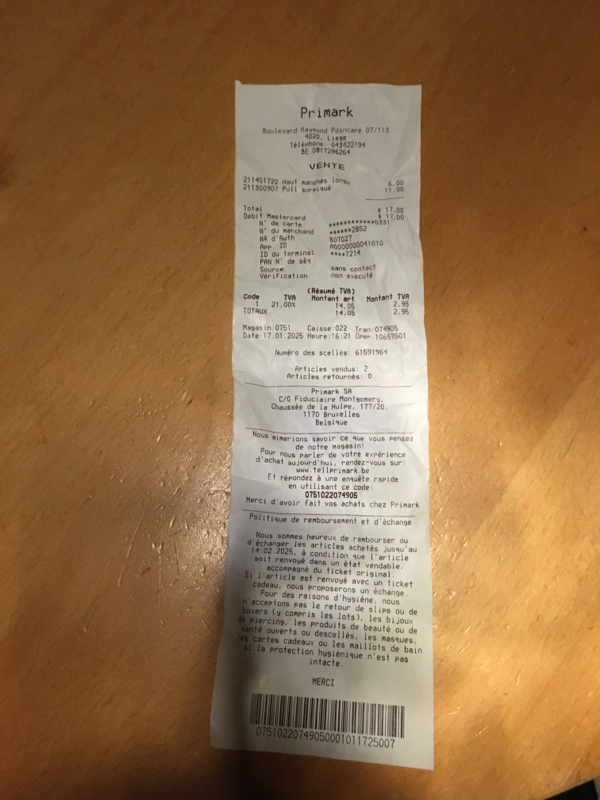 Primark
Boulevard Raymond Poincaré 07/113
4020, Liege
Téléphone: 043422194
BE 0817296264
VENTE
211451722 Haut manches longu 6.00
211300907 Pull surpiqué 11.00
Total € 17.00
Debit Mastercard € 17.00
N° de carte ************5331
N° du marchand ******2852
N# d'Auth 507027
App. ID A0000000041010
ID du terminal ****7214
PAN N° de séq
Source sans contact
Vérification non exécuté
(Résumé TVA)
Code TVA Montant art Montant TVA
1 21.00% 14.05 2.95
TOTAUX 14.05 2.95
Magasin:0751 Caisse:022 Tran:074905
Date:17.01.2025 Heure:16:21 Oper:10657501
Numéro des scellés: 61591964
Articles vendus: 2
Articles retournés: 0
Primark SA
C/O Fiduciaire Montgomery,
Chaussée de la Hulpe, 177/20,
1170 Bruxelles
Belgique
Nous aimerions savoir ce que vous pensez
de notre magasin!
Pour nous parler de votre expérience
d'achat aujourd'hui, rendez-vous sur:
www.tellprimark.be
Et répondez à une enquête rapide
en utilisant ce code:
0751022074905
Merci d'avoir fait vos achats chez Primark
Politique de remboursement et d'échange
Nous sommes heureux de rembourser ou
d'échanger les articles achetés jusqu'au
14.02.2025, à condition que l'article
soit renvoyé dans un état vendable,
accompagné du ticket original.
Si l'article est renvoyé avec un ticket
cadeau, nous proposerons un échange.
Pour des raisons d'hygiène, nous
n'acceptons pas le retour de slips ou de
boxers (y compris les lots), les bijoux
de piercing, les produits de beauté ou de
santé ouverts ou descellés, les masques,
les cartes cadeaux ou les maillots de bain
si la protection hygiénique n'est pas
intacte.
MERCI
07510220749050001011725007